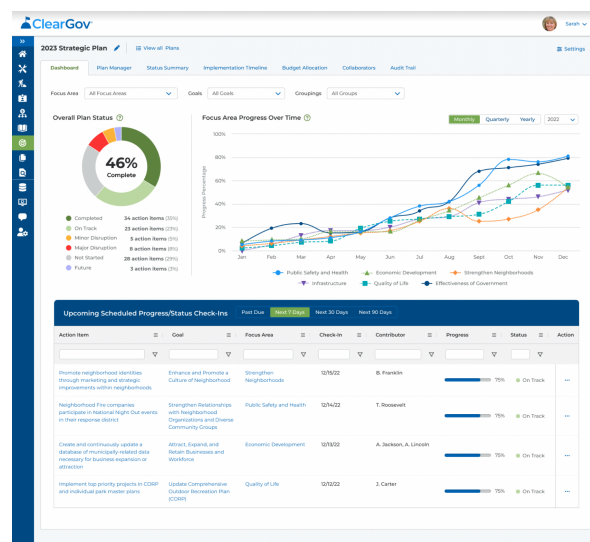 ClearGov
Sarah
2023 Strategic Plan View all Plans Settings
Dashboard Plan Manager Status Summary Implementation Timeline Budget Allocation Collaborators Audit Trail
Focus Area All Focus Areas Goals All Goals Groupings All Groups
Overall Plan Status
46%
Complete
Completed 34 action items (35%)
On Track 23 action items (23%)
Minor Disruption 5 action items (5%)
Major Disruption 8 action items (8%)
Not Started 28 action items (29%)
Future 3 action items (3%)
Focus Area Progress Over Time
Monthly Quarterly Yearly 2022
Progress Percentage
100%
80%
60%
40%
20%
0%
Jan Feb Mar Apr May Jun Jul Aug Sept Oct Nov Dec
Public Safety and Health Economic Development Strengthen Neighborhoods
Infrastructure Quality of Life Effectiveness of Government
Upcoming Scheduled Progress/Status Check-Ins Past Due Next 7 Days Next 30 Days Next 90 Days
Action Item Goal Focus Area Check-In Contributor Progress Status Action
Promote neighborhood identities Enhance and Promote a Strengthen 12/15/22 B. Franklin
through marketing and strategic Culture of Neighborhood Neighborhoods 75% On Track
improvements within neighborhoods.
Neighborhood Fire companies Strengthen Relationships Public Safety and Health 12/14/22 T. Roosevelt
participate in National Night Out events with Neighborhood
in their response district Organizations and Diverse 75% On Track
Community Groups
Create and continuously update a Attract, Expand, and Economic Development 12/13/22 A. Jackson, A. Lincoln
database of municipally-related data Retain Businesses and
necessary for business expansion or Workforce 75% On Track
attraction
Implement top priority projects in CORP Update Comprehensive Quality of Life 12/12/22 J. Carter
and individual park master plans Outdoor Recreation Plan 75% On Track
(CORP)